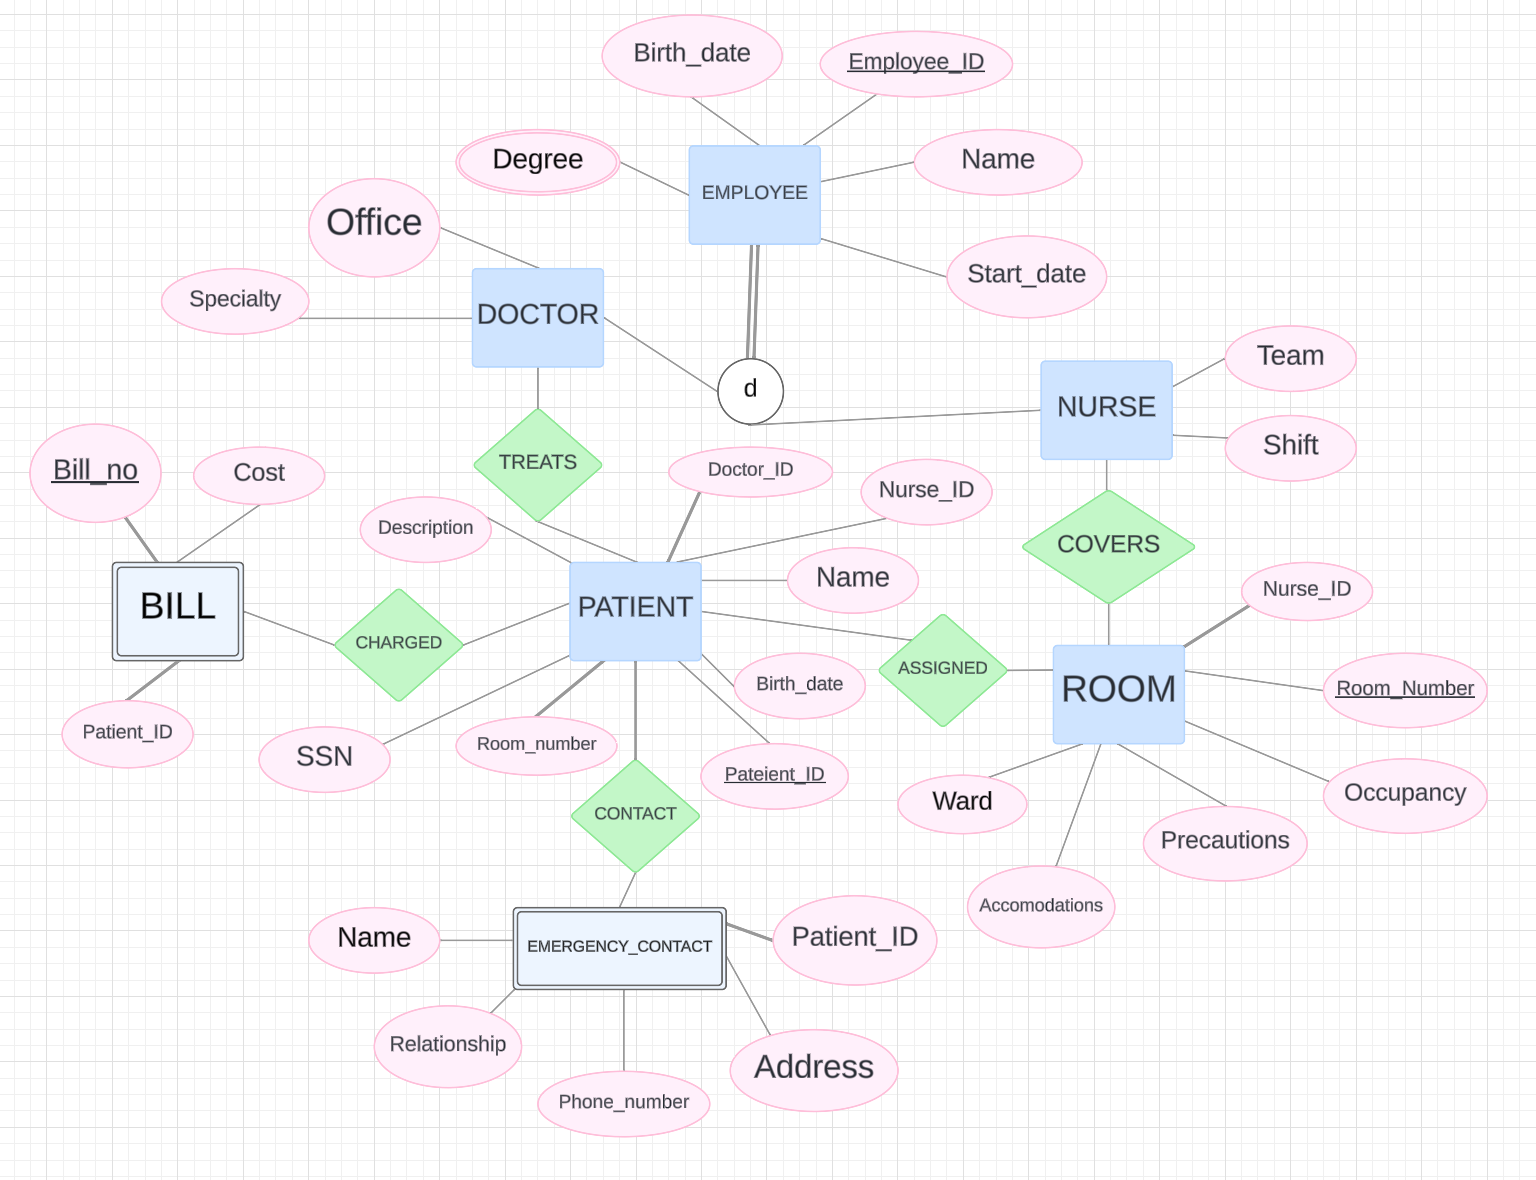 Birth_date
Employee_ID
Degree
Name
EMPLOYEE
Office
Start_date
Specialty
DOCTOR
Team
d
NURSE
Shift
TREATS
Doctor_ID
Bill_no
Cost
Nurse_ID
Description
COVERS
Name
Nurse_ID
BILL
PATIENT
CHARGED
ASSIGNED
Birth_date
ROOM
Room_Number
Patient_ID
SSN
Room_number
Pateient_ID
Ward
Occupancy
CONTACT
Precautions
Accomodations
Name
EMERGENCY_CONTACT
Patient_ID
Relationship
Address
Phone_number